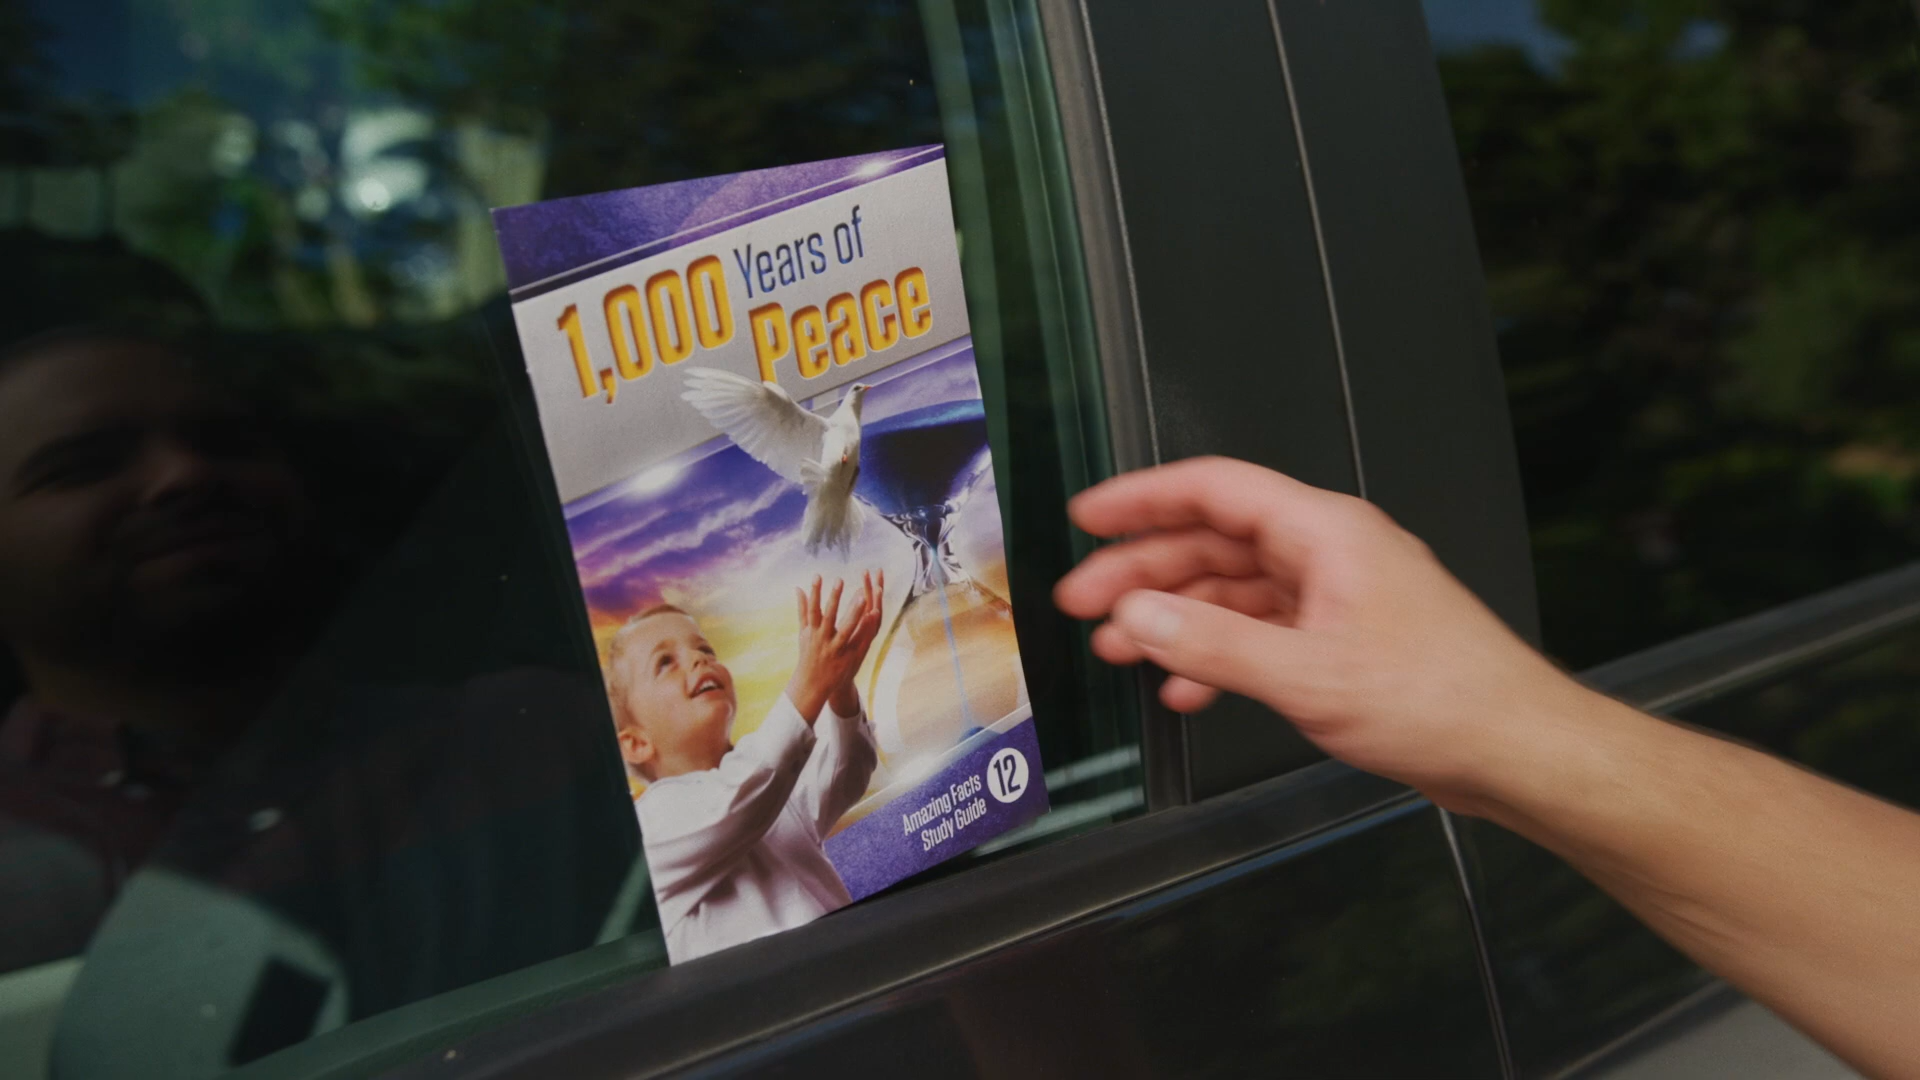 1,000 Years of
Peace
Amazing Facts
Study Guide
12